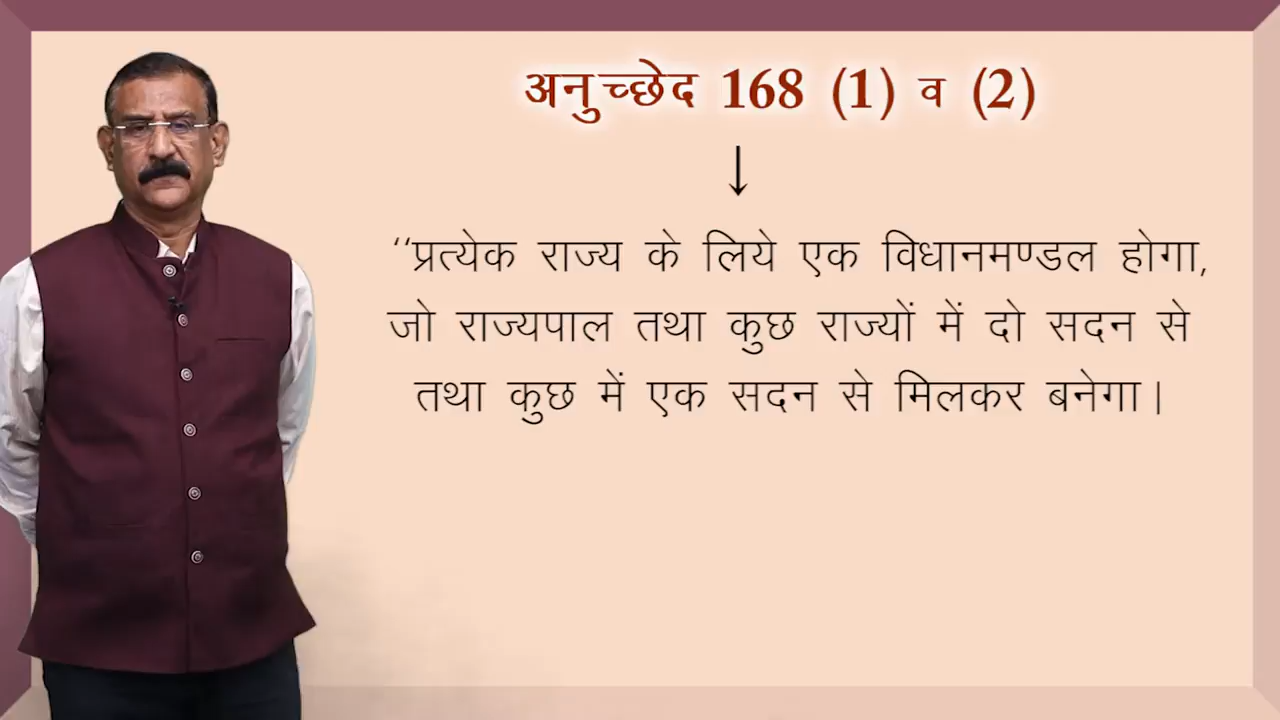 अनुच्छेद 168 (1) व (2)
↓
‘‘प्रत्येक राज्य के लिये एक विधानमण्डल होगा,
जो राज्यपाल तथा कुछ राज्यों में दो सदन से
तथा कुछ में एक सदन से मिलकर बनेगा।